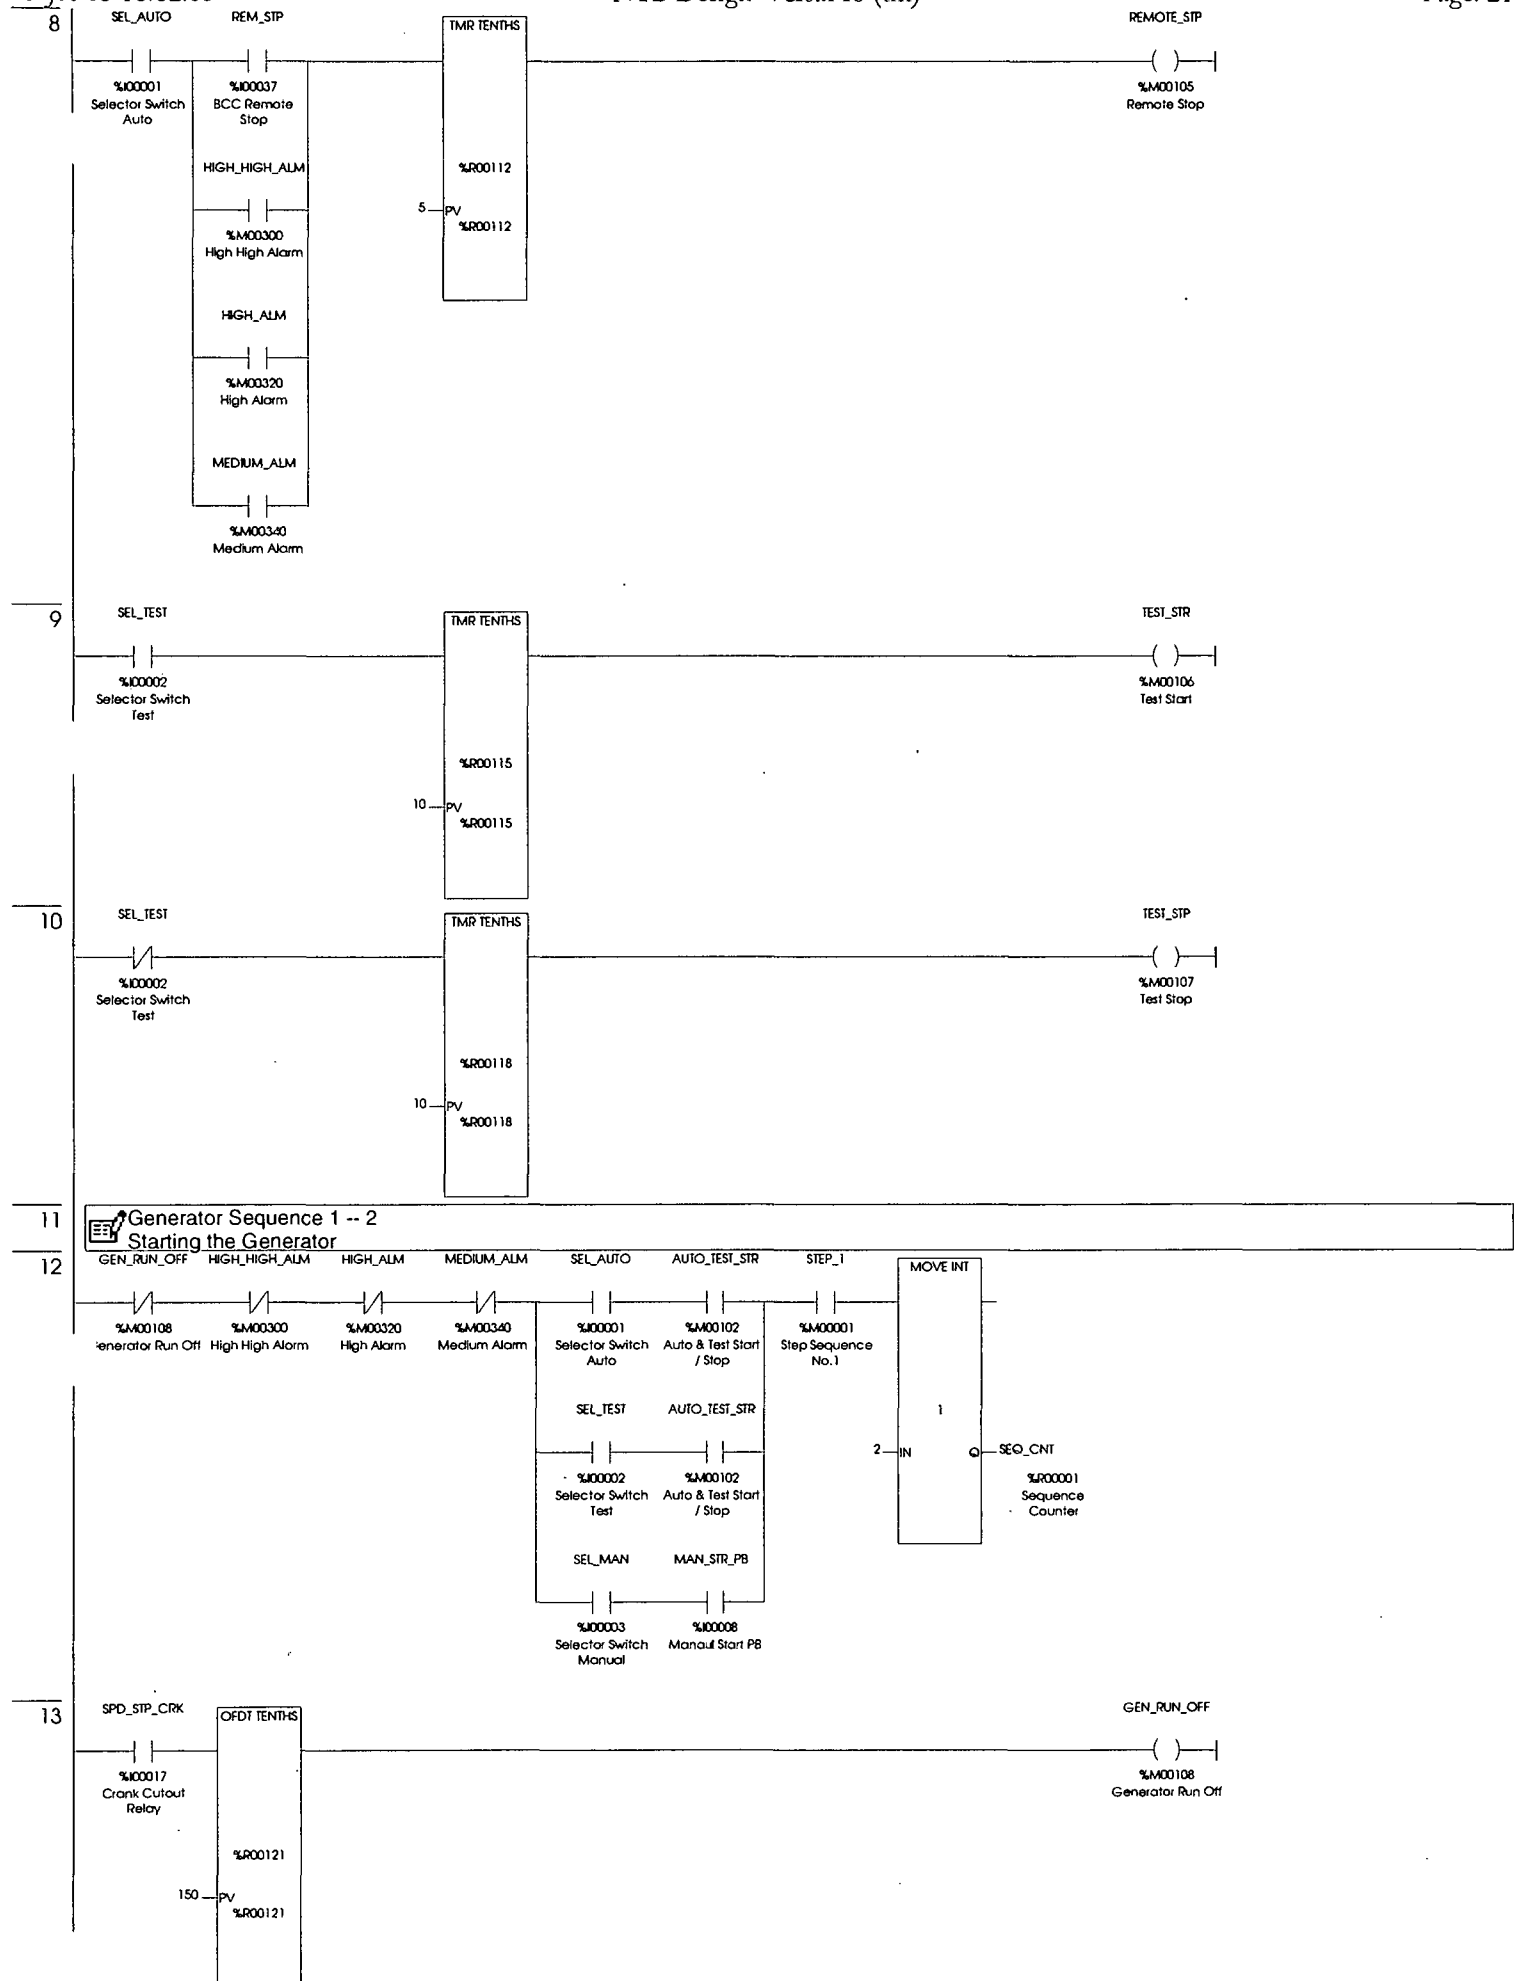 8
SEL_AUTO
REM_STP
TMR TENTHS
REMOTE_STP
%I00001
Selector Switch
Auto
%I00037
BCC Remote
Stop
%M00105
Remote Stop
HIGH_HIGH_ALM
%R00112
5
PV
%R00112
%M00300
High High Alarm
HIGH_ALM
%M00320
High Alarm
MEDIUM_ALM
%M00340
Medium Alarm
9
SEL_TEST
TMR TENTHS
TEST_STR
%I00002
Selector Switch
Test
%M00106
Test Start
%R00115
10
PV
%R00115
10
SEL_TEST
TMR TENTHS
TEST_STP
%I00002
Selector Switch
Test
%M00107
Test Stop
%R00118
10
PV
%R00118
11
Generator Sequence 1 -- 2
Starting the Generator
12
GEN_RUN_OFF
HIGH_HIGH_ALM
HIGH_ALM
MEDIUM_ALM
SEL_AUTO
AUTO_TEST_STR
STEP_1
MOVE INT
%M00108
enerator Run Off
%M00300
High High Alarm
%M00320
High Alarm
%M00340
Medium Alarm
%I00001
Selector Switch
Auto
%M00102
Auto & Test Start
/ Stop
%M00001
Step Sequence
No.1
SEL_TEST
AUTO_TEST_STR
1
2
IN
Q
SEQ_CNT
%I00002
Selector Switch
Test
%M00102
Auto & Test Start
/ Stop
%R00001
Sequence
Counter
SEL_MAN
MAN_STR_PB
%I00003
Selector Switch
Manual
%I00008
Manaul Start PB
13
SPD_STP_CRK
OFDT TENTHS
GEN_RUN_OFF
%I00017
Crank Cutout
Relay
%M00108
Generator Run Off
%R00121
150
PV
%R00121